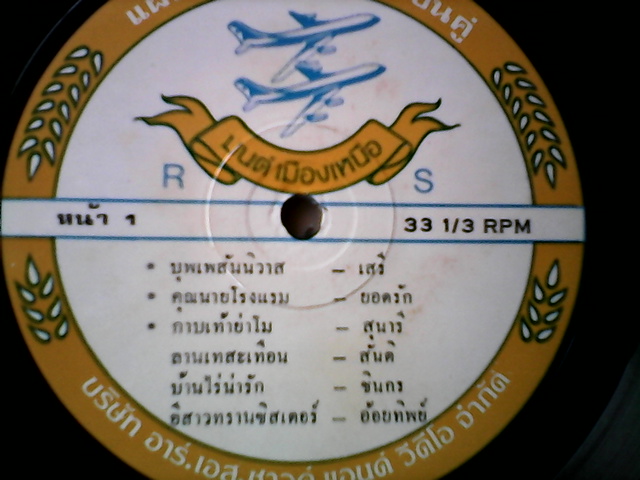 ยนต์เมืองเหนือ
R S
หน้า ๑
33 1/3 RPM
• บุพเพสันนิวาส – เสรี
• คุณนายโรงแรม – ยอดรัก
• กาบเท้าย่าโม – สุนารี
ลานเทสะเทือน – สันติ
บ้านไร่น่ารัก – ชินกร
อีสาวทรานซิสเตอร์ – อ้อยทิพย์
บริษัท อาร์.เอส.ซาวด์ แอนด์ วีดีโอ จำกัด